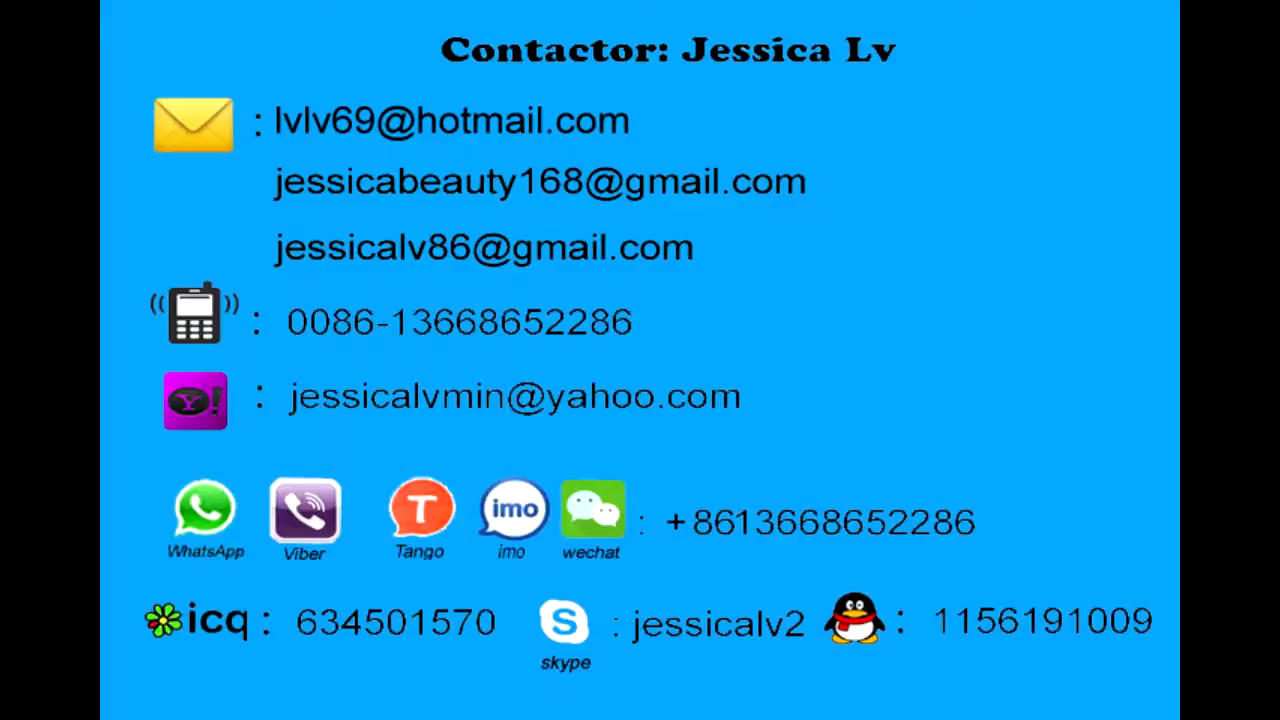 Contactor: Jessica Lv
: lvlv69@hotmail.com
jessicabeauty168@gmail.com
jessicalv86@gmail.com
: 0086-13668652286
Y! : jessicalvmin@yahoo.com
T imo : +8613668652286
WhatsApp Viber Tango imo wechat
icq : 634501570 S : jessicalv2 : 1156191009
skype